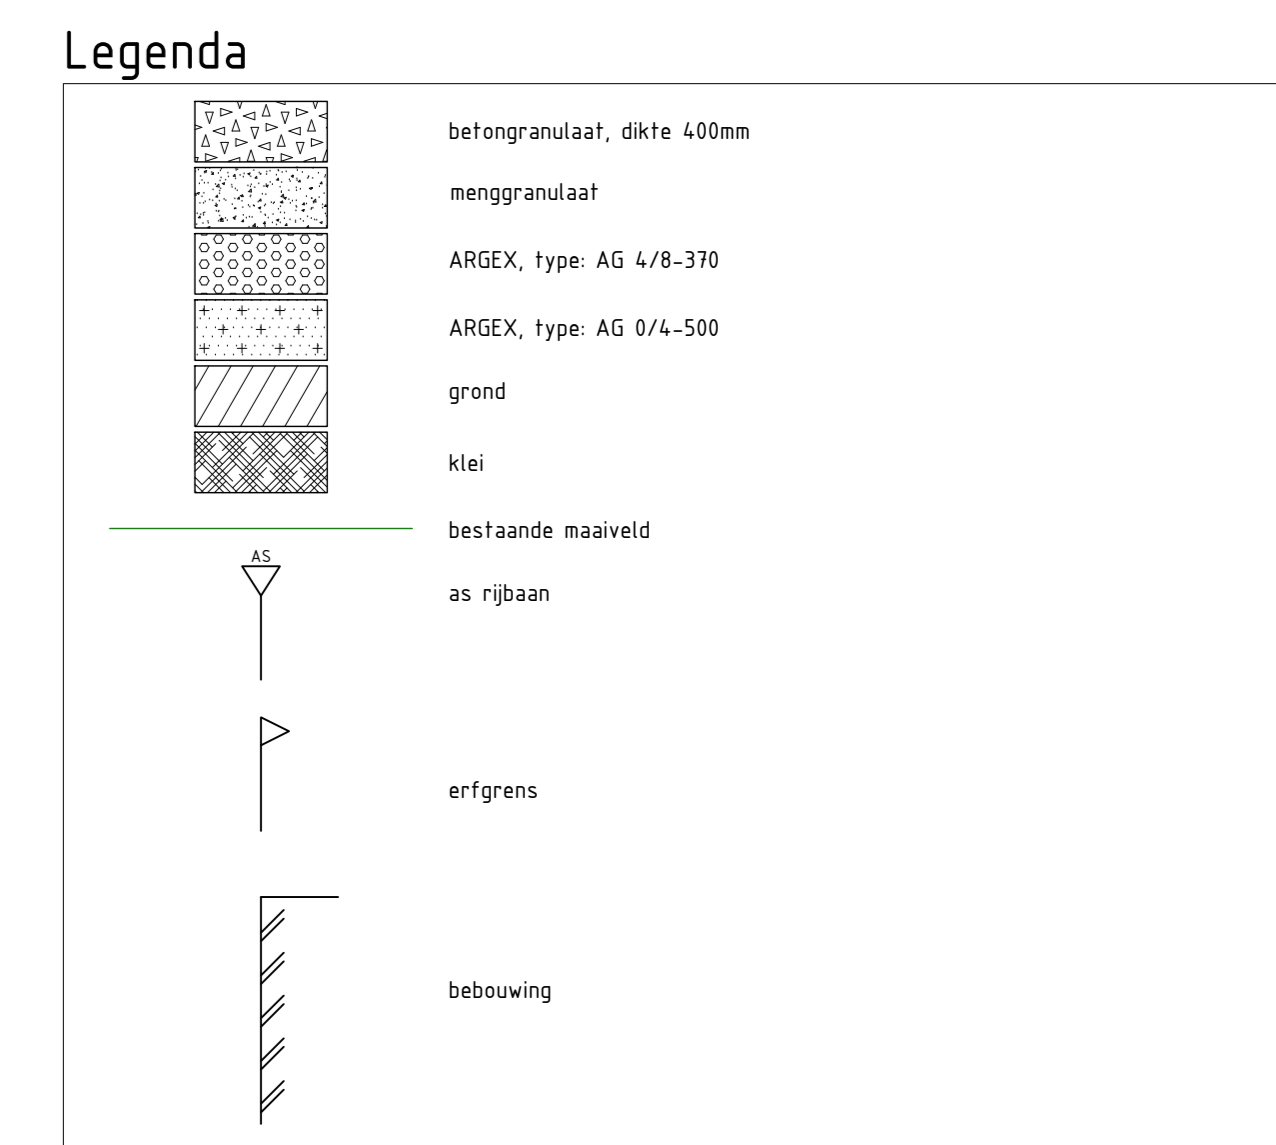 Legenda
betongranulaat, dikte 400mm
menggranulaat
ARGEX, type: AG 4/8-370
ARGEX, type: AG 0/4-500
grond
klei
bestaande maaiveld
AS
as rijbaan
erfgrens
bebouwing